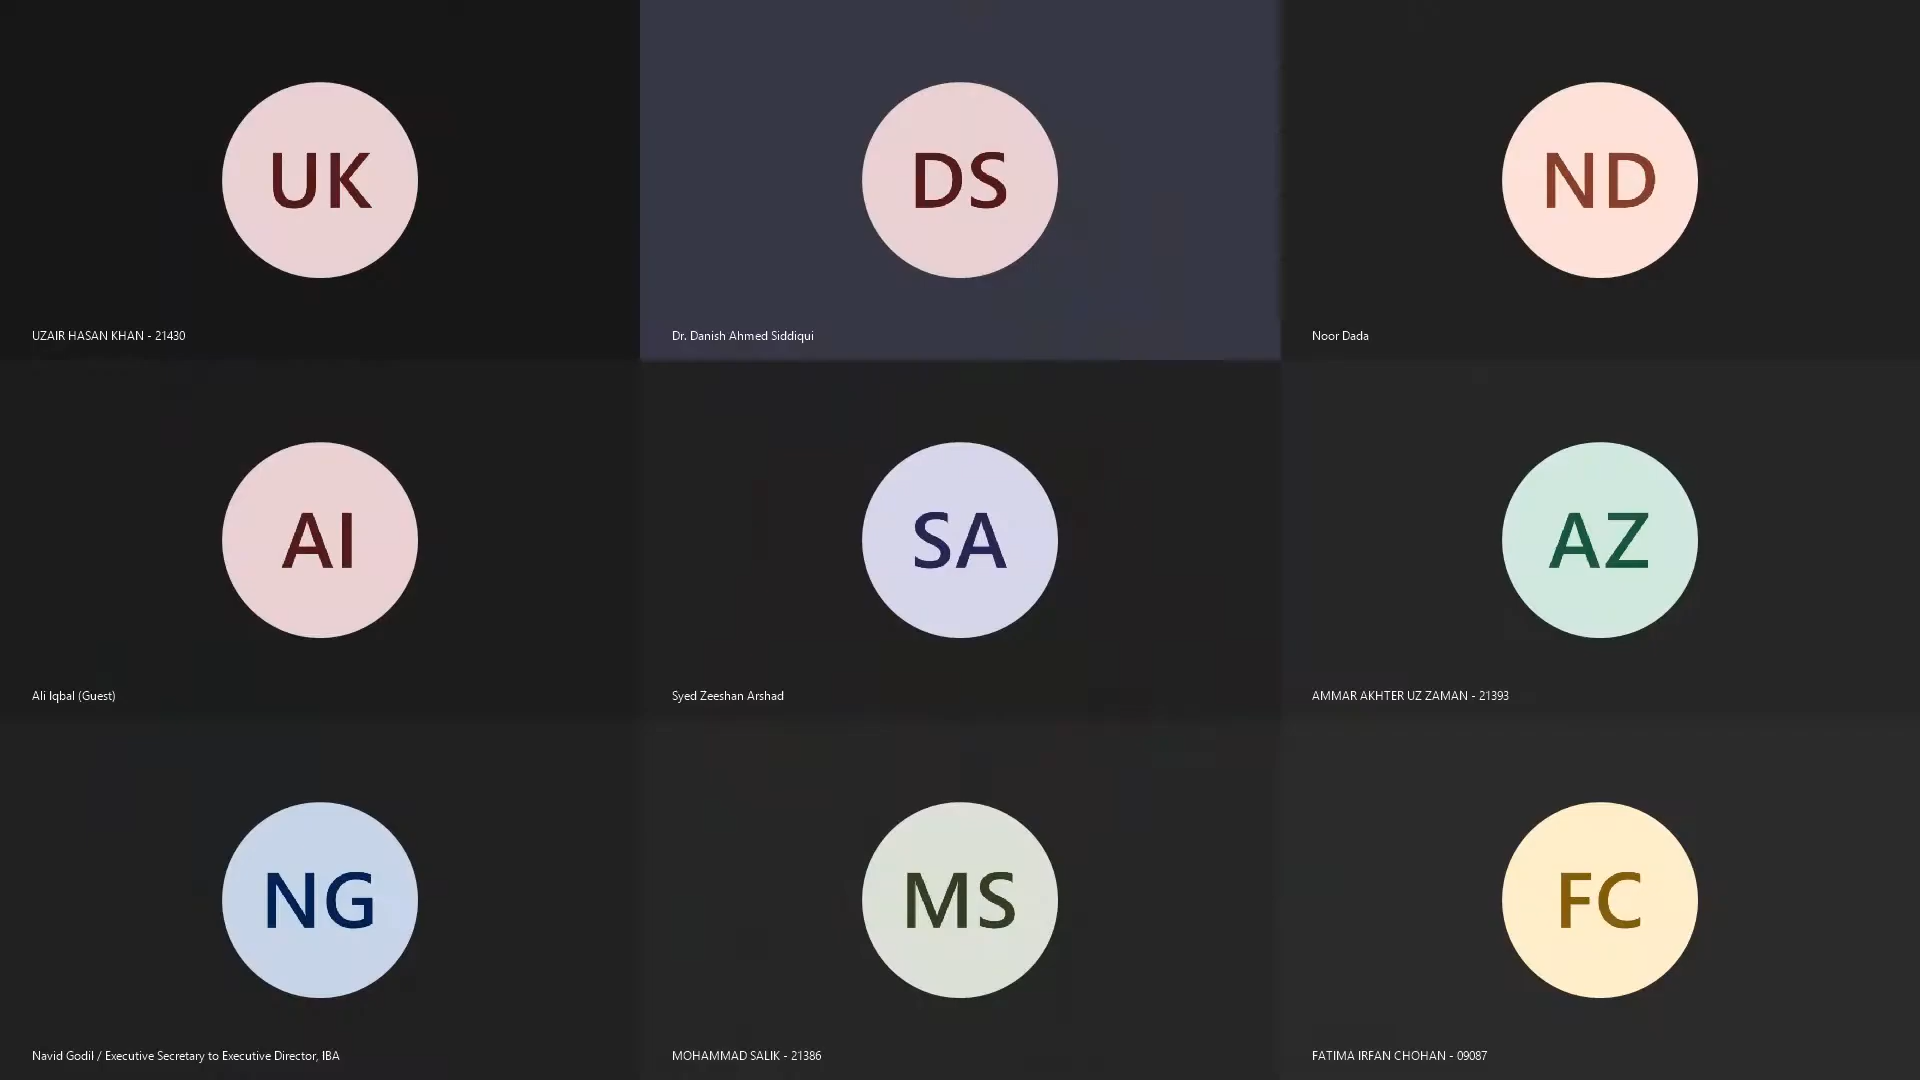 UK
UZAIR HASAN KHAN - 21430
DS
Dr. Danish Ahmed Siddiqui
ND
Noor Dada
AI
Ali Iqbal (Guest)
SA
Syed Zeeshan Arshad
AZ
AMMAR AKHTER UZ ZAMAN - 21393
NG
Navid Godil / Executive Secretary to Executive Director, IBA
MS
MOHAMMAD SALIK - 21386
FC
FATIMA IRFAN CHOHAN - 09087